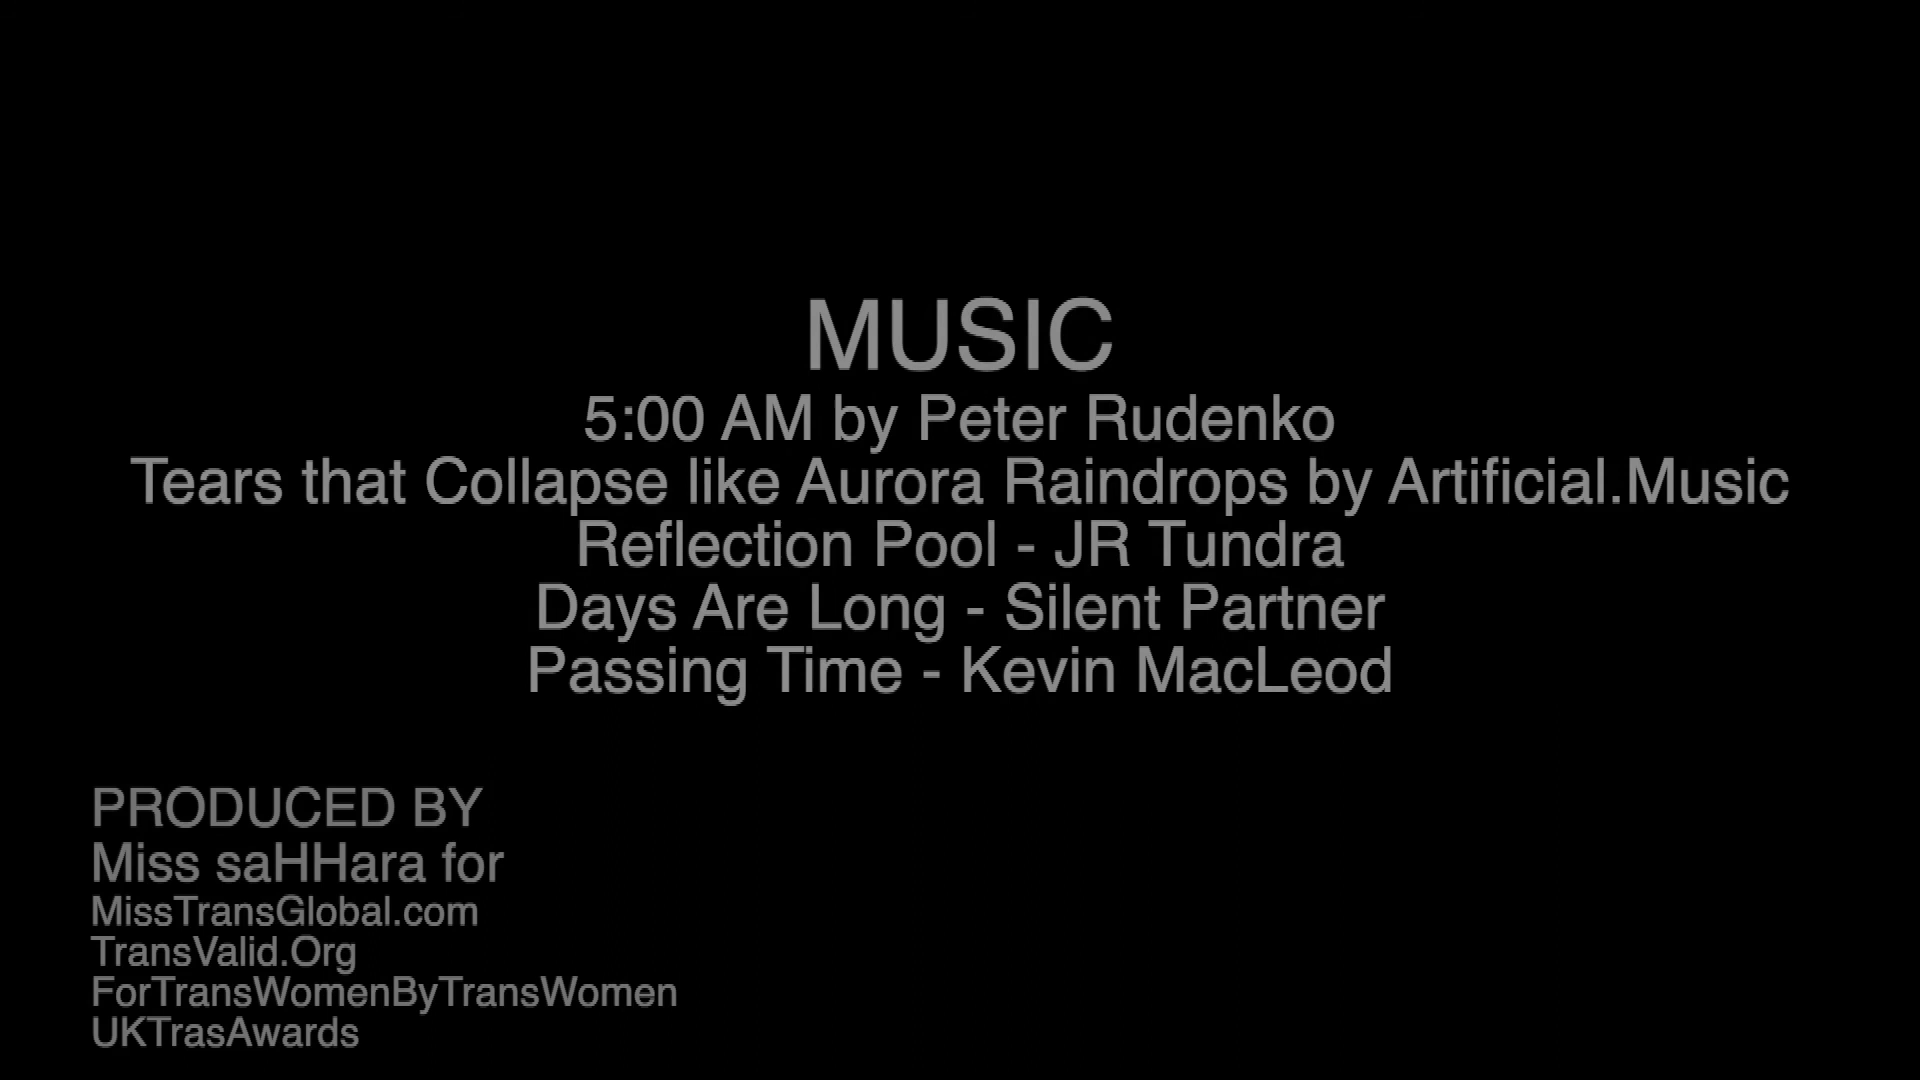 MUSIC
5:00 AM by Peter Rudenko
Tears that Collapse like Aurora Raindrops by Artificial.Music
Reflection Pool - JR Tundra
Days Are Long - Silent Partner
Passing Time - Kevin MacLeod
PRODUCED BY
Miss saHHara for
MissTransGlobal.com
TransValid.Org
ForTransWomenByTransWomen
UKTrasAwards